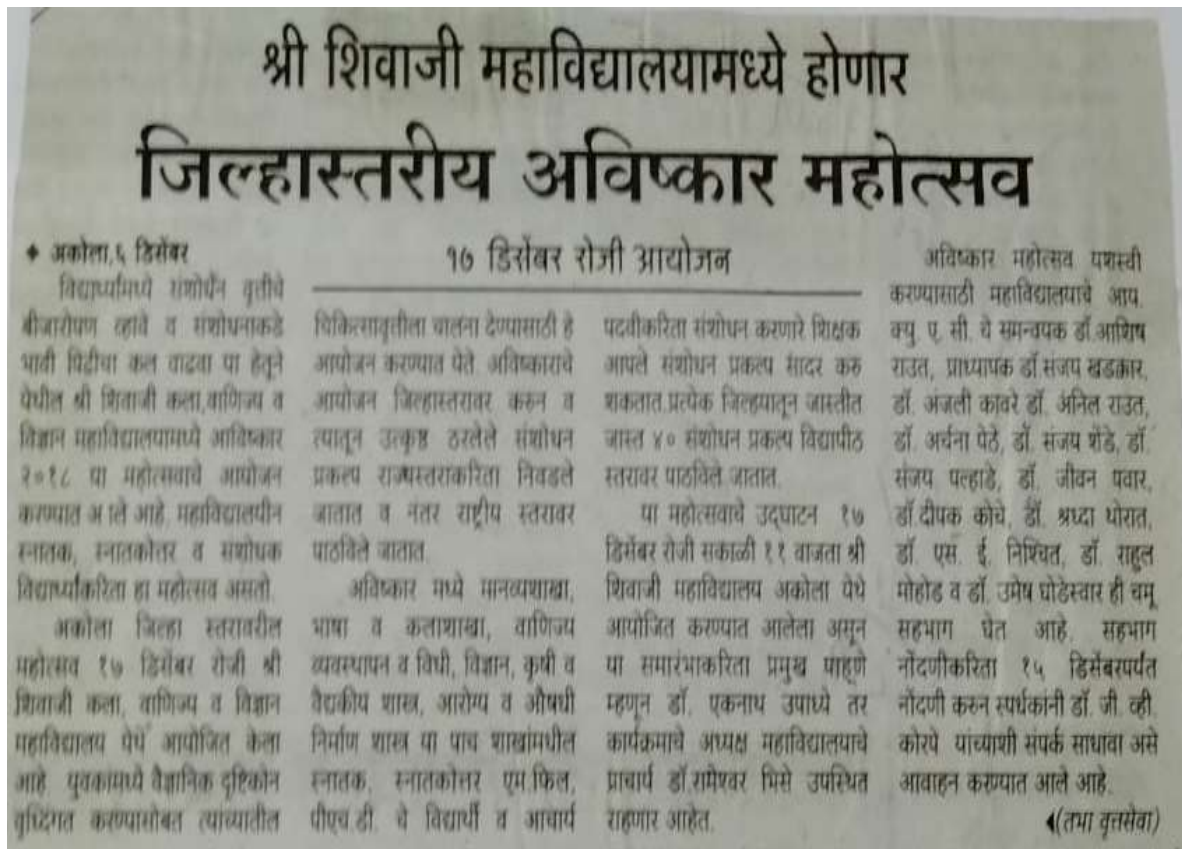 श्री शिवाजी महाविद्यालयामध्ये होणार
जिल्हास्तरीय अविष्कार महोत्सव
१७ डिसेंबर रोजी आयोजन
♦ अकोला,६ डिसेंबर
विद्यार्थ्यांमध्ये संशोधन वृत्तीचे
बीजारोपण व्हावे व संशोधनाकडे
भावी पिढीचा कल वाढवा या हेतूने
येथील श्री शिवाजी कला,वाणिज्य व
विज्ञान महाविद्यालयामध्ये आविष्कार
२०१८ या महोत्सवाचे आयोजन
करण्यात आले आहे. महाविद्यालयीन
स्नातक, स्नातकोत्तर व संशोधक
विद्यार्थ्यांकरिता हा महोत्सव असतो.
अकोला जिल्हा स्तरावरील
महोत्सव १७ डिसेंबर रोजी श्री
शिवाजी कला, वाणिज्य व विज्ञान
महाविद्यालय येथे आयोजित केला
आहे. युवकामध्ये वैज्ञानिक दृष्टिकोन
वृध्दिंगत करण्यासोबत त्यांच्यातील
चिकित्सावृत्तीला चालना देण्यासाठी हे
आयोजन करण्यात येते. अविष्काराचे
आयोजन जिल्हास्तरावर करुन व
त्यातून उत्कृष्ठ ठरलेले संशोधन
प्रकल्प राज्यस्तराकरिता निवडले
जातात व नंतर राष्ट्रीय स्तरावर
पाठविले जातात.
अविष्कार मध्ये मानव्यशाखा,
भाषा व कलाशाखा, वाणिज्य
व्यवस्थापन व विधी, विज्ञान, कृषी व
वैद्यकीय शास्त्र, आरोग्य व औषधी
निर्माण शास्त्र या पाच शाखांमधील
स्नातक, स्नातकोत्तर एम.फिल,
पीएच.डी. चे विद्यार्थी व आचार्य
पदवीकरिता संशोधन करणारे शिक्षक
आपले संशोधन प्रकल्प सादर करु
शकतात.प्रत्येक जिल्ह्यातून जास्तीत
जास्त ४० संशोधन प्रकल्प विद्यापीठ
स्तरावर पाठविले जातात.
या महोत्सवाचे उद्घाटन १७
डिसेंबर रोजी सकाळी ११ वाजता श्री
शिवाजी महाविद्यालय अकोला येथे
आयोजित करण्यात आलेला असून
या समारंभाकरिता प्रमुख पाहुणे
म्हणून डॉ. एकनाथ उपाध्ये तर
कार्यक्रमाचे अध्यक्ष महाविद्यालयाचे
प्राचार्य डॉ.रामेश्वर भिसे उपस्थित
राहणार आहेत.
अविष्कार महोत्सव यशस्वी
करण्यासाठी महाविद्यालयाचे आय.
क्यु. ए. सी. चे समन्वयक डॉ.आशिष
राउत, प्राध्यापक डॉ.संजय खडक्कार,
डॉ. अंजली कावरे डॉ. अनिल राउत,
डॉ. अर्चना पेठे, डॉ. संजय शेंडे, डॉ.
संजय पल्हाडे, डॉ. जीवन पवार,
डॉ.दीपक कोचे, डॉ. श्रध्दा थोरात,
डॉ. एस. ई. निश्चित, डॉ. राहूल
मोहोड व डॉ. उमेष घोडेस्वार ही चमू
सहभाग घेत आहे. सहभाग
नोंदणीकरिता १५ डिसेंबरपर्यंत
नोंदणी करुन स्पर्धकांनी डॉ. जी. व्ही.
कोरपे यांच्याशी संपर्क साधावा असे
आवाहन करण्यात आले आहे.
◀(तभा वृत्तसेवा)